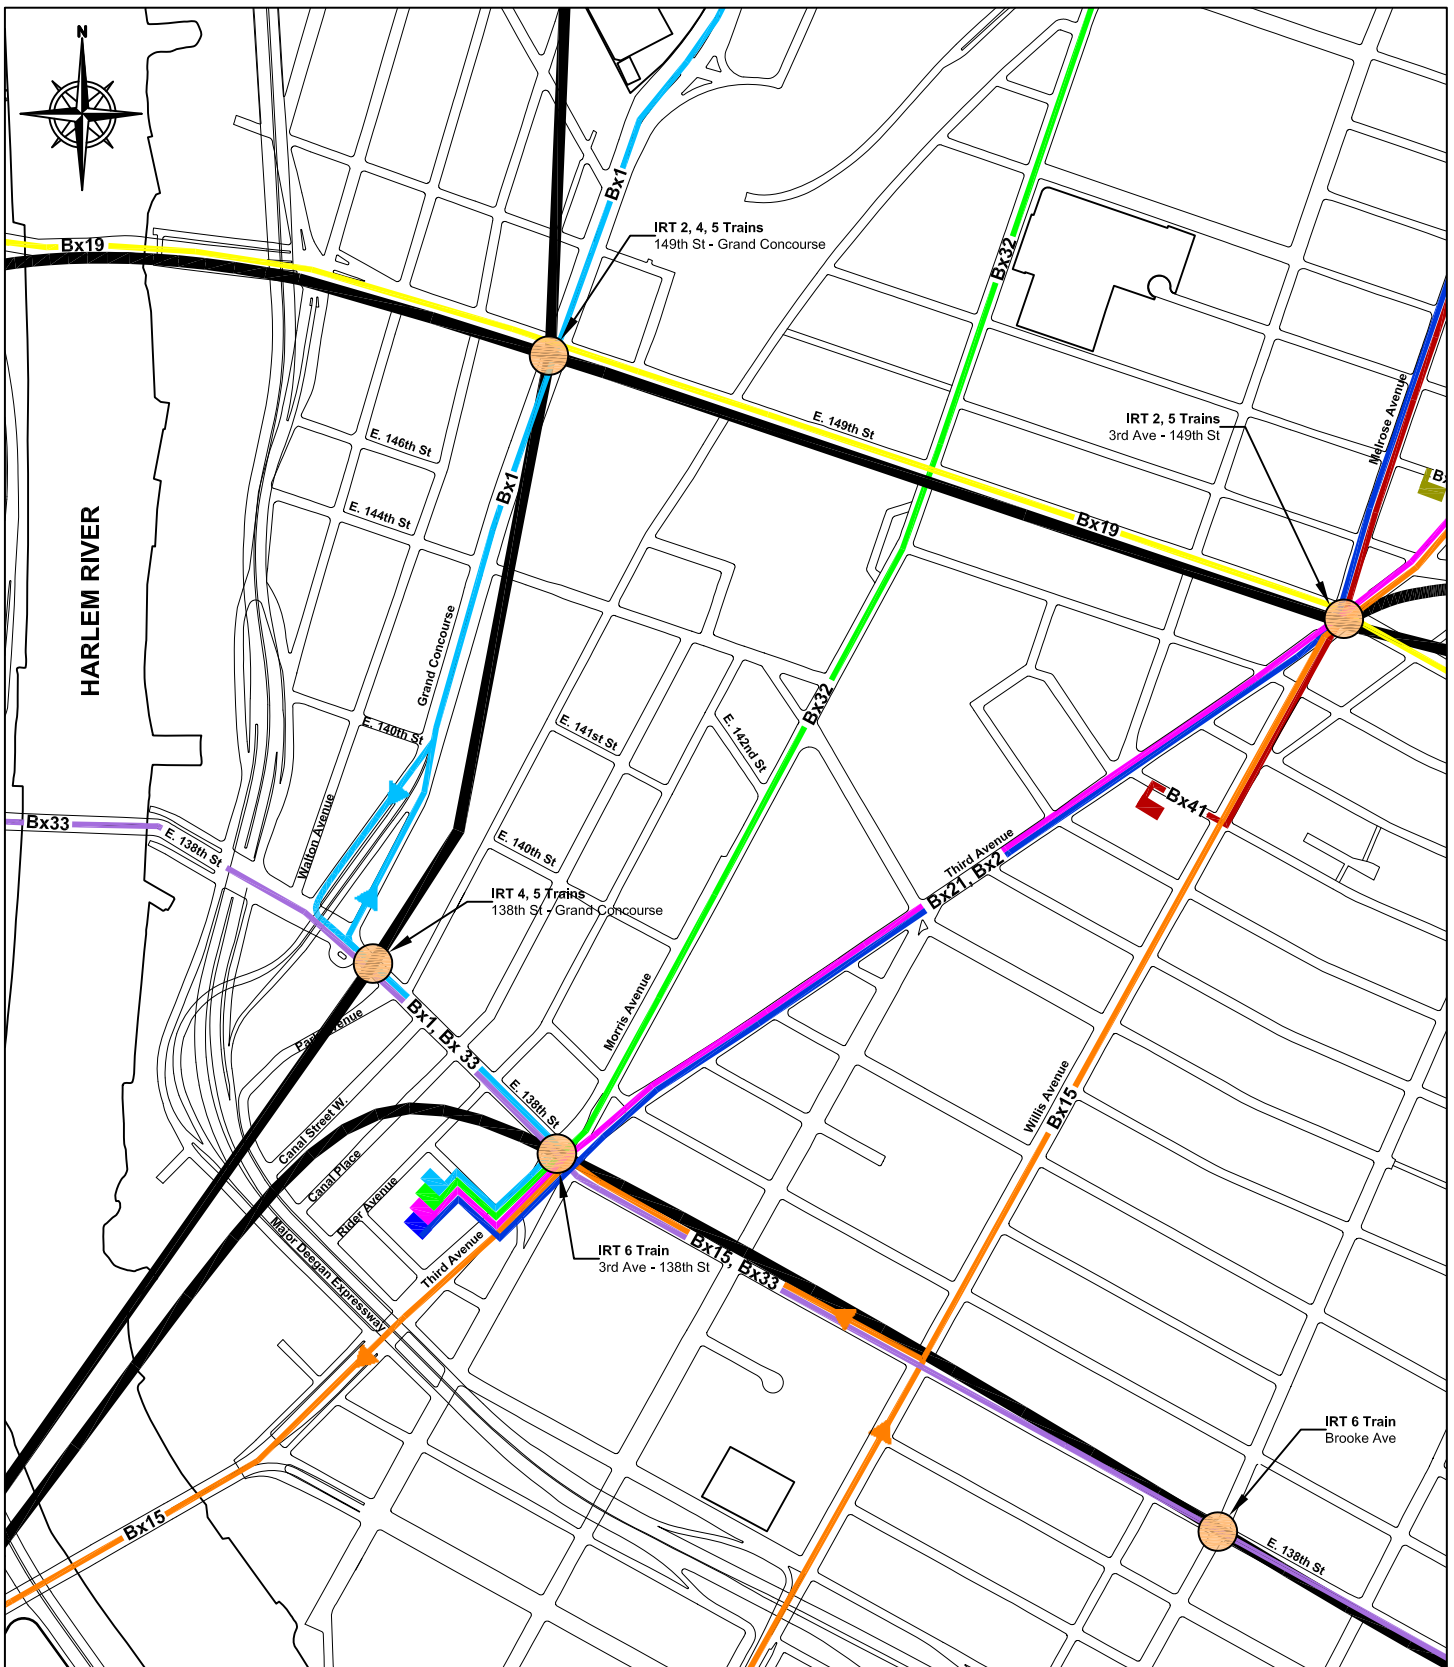 N
Bx1
IRT 2, 4, 5 Trains
149th St - Grand Concourse
Bx19
Bx32
IRT 2, 5 Trains
3rd Ave - 149th St
Melrose Avenue
E. 149th St
E. 146th St
Bx1
E. 144th St
Bx19
HARLEM RIVER
Grand Concourse
E. 140th St
E. 141st St
E. 142nd St
Bx32
Bx41
Bx33
E. 138th St
Walton Avenue
E. 140th St
Third Avenue
Bx21, Bx2
IRT 4, 5 Trains
138th St - Grand Concourse
Morris Avenue
Park Avenue
Bx1, Bx 33
E. 138th St
Willis Avenue
Bx15
Canal Street W.
Canal Place
Rider Avenue
Major Deegan Expressway
Third Avenue
IRT 6 Train
3rd Ave - 138th St
Bx15, Bx33
IRT 6 Train
Brooke Ave
Bx15
E. 138th St